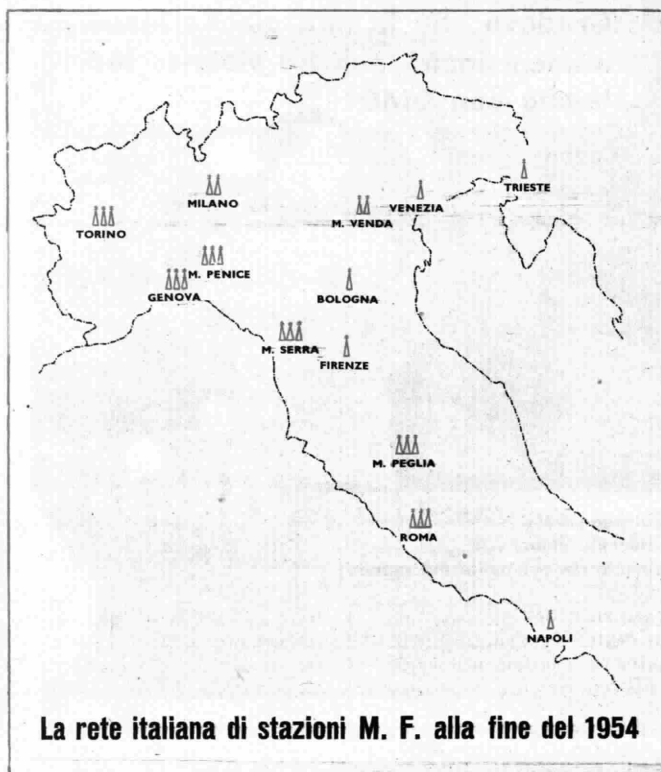 TRIESTE
MILANO
VENEZIA
M. VENDA
TORINO
M. PENICE
GENOVA
BOLOGNA
M. SERRA
FIRENZE
M. PEGLIA
ROMA
NAPOLI
La rete italiana di stazioni M. F. alla fine del 1954